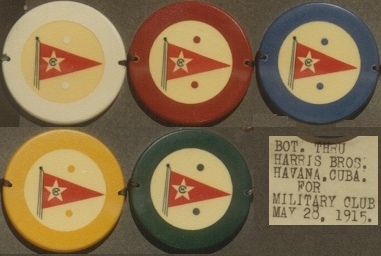 BOT. THRU
HARRIS BROS.
HAVANA, CUBA.
FOR
MILITARY CLUB
MAY 28, 1915.